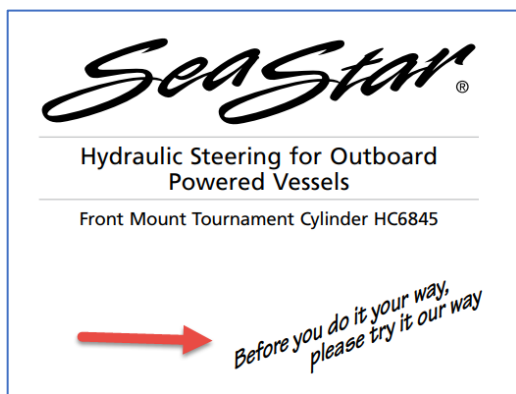 SeaStar®
Hydraulic Steering for Outboard
Powered Vessels
Front Mount Tournament Cylinder HC6845
Before you do it your way,
please try it our way